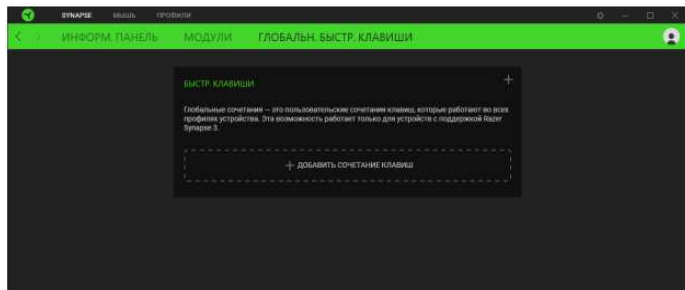 SYNAPSE МЫШЬ ПРОФИЛИ
ИНФОРМ. ПАНЕЛЬ МОДУЛИ ГЛОБАЛЬН. БЫСТР. КЛАВИШИ
БЫСТР. КЛАВИШИ
Глобальные сочетания — это пользовательские сочетания клавиш, которые работают во всех
профилях устройства. Эта возможность работает только для устройств с поддержкой Razer
Synapse 3.
ДОБАВИТЬ СОЧЕТАНИЕ КЛАВИШ